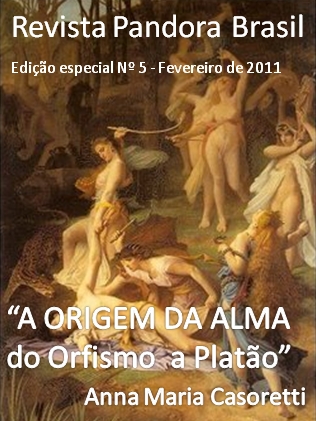 Revista Pandora Brasil
Edição especial Nº 5 - Fevereiro de 2011
“A ORIGEM DA ALMA
do Orfismo a Platão”
Anna Maria Casoretti